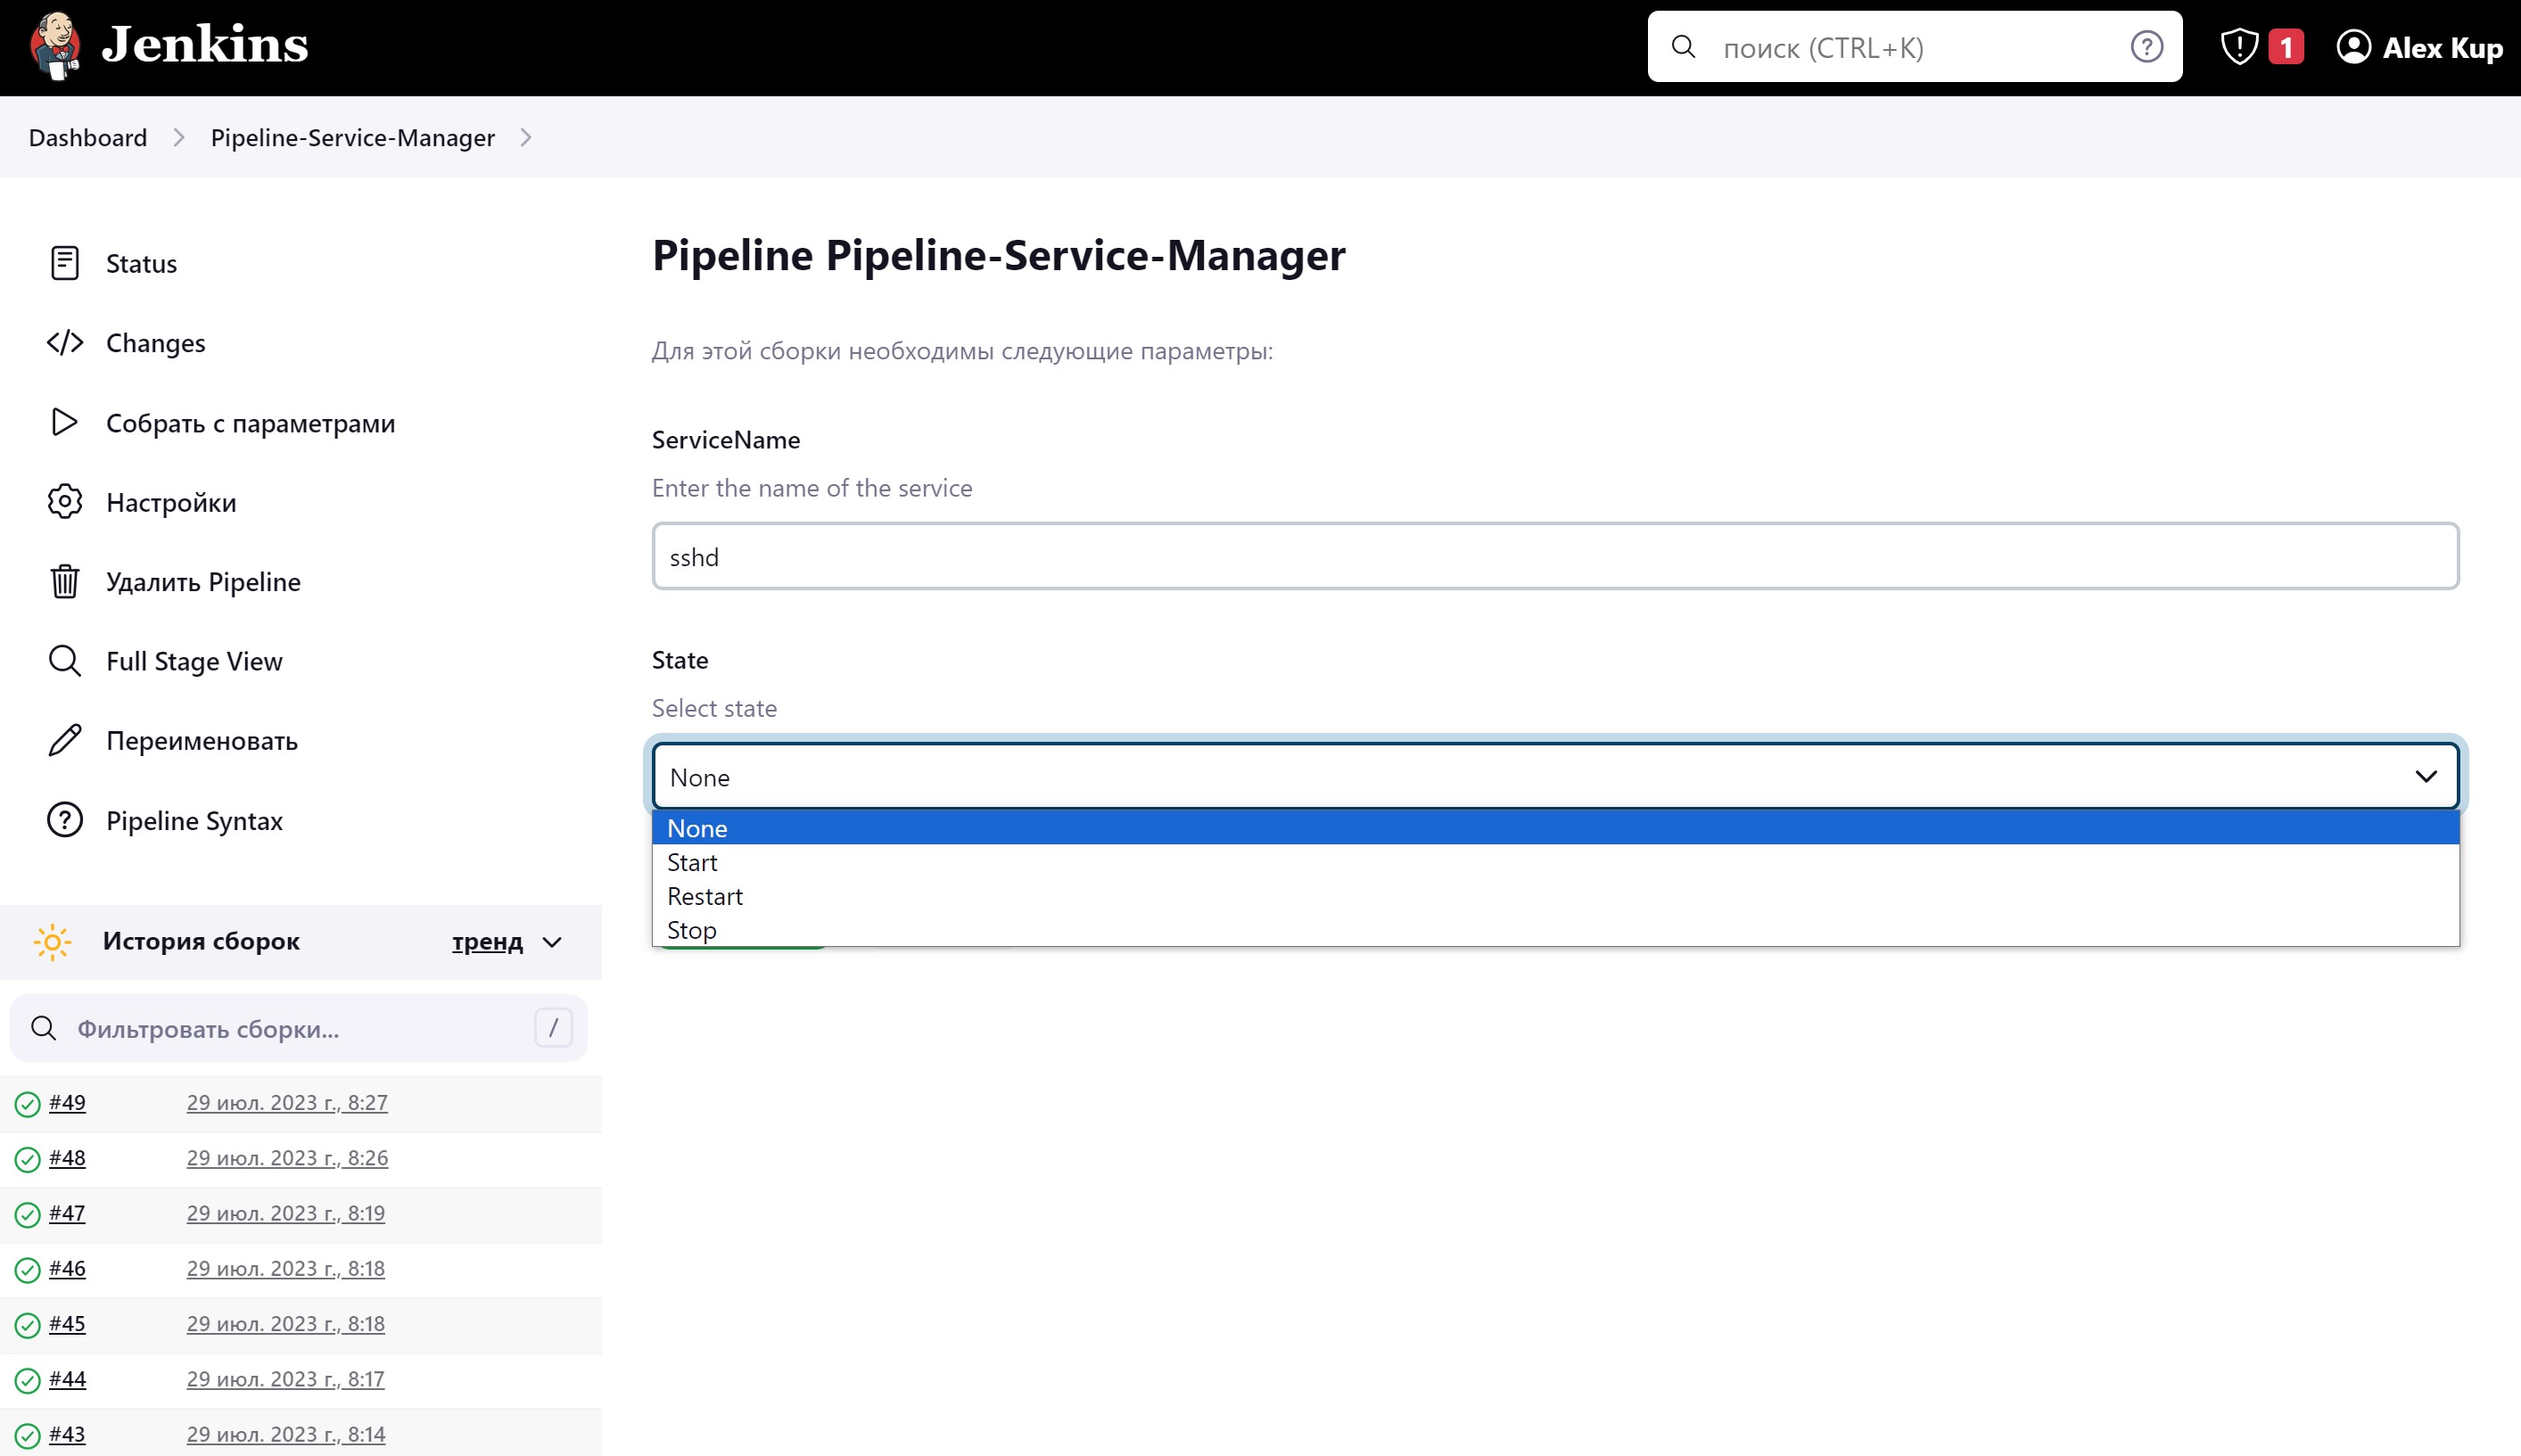 Jenkins
поиск (CTRL+K)
1
Alex Kup
Dashboard
Pipeline-Service-Manager
Status
Changes
Собрать с параметрами
Настройки
Удалить Pipeline
Full Stage View
Переименовать
Pipeline Syntax
История сборок
тренд
Фильтровать сборки...
/
#49 29 июл. 2023 г., 8:27
#48 29 июл. 2023 г., 8:26
#47 29 июл. 2023 г., 8:19
#46 29 июл. 2023 г., 8:18
#45 29 июл. 2023 г., 8:18
#44 29 июл. 2023 г., 8:17
#43 29 июл. 2023 г., 8:14
Pipeline Pipeline-Service-Manager
Для этой сборки необходимы следующие параметры:
ServiceName
Enter the name of the service
sshd
State
Select state
None
None
Start
Restart
Stop